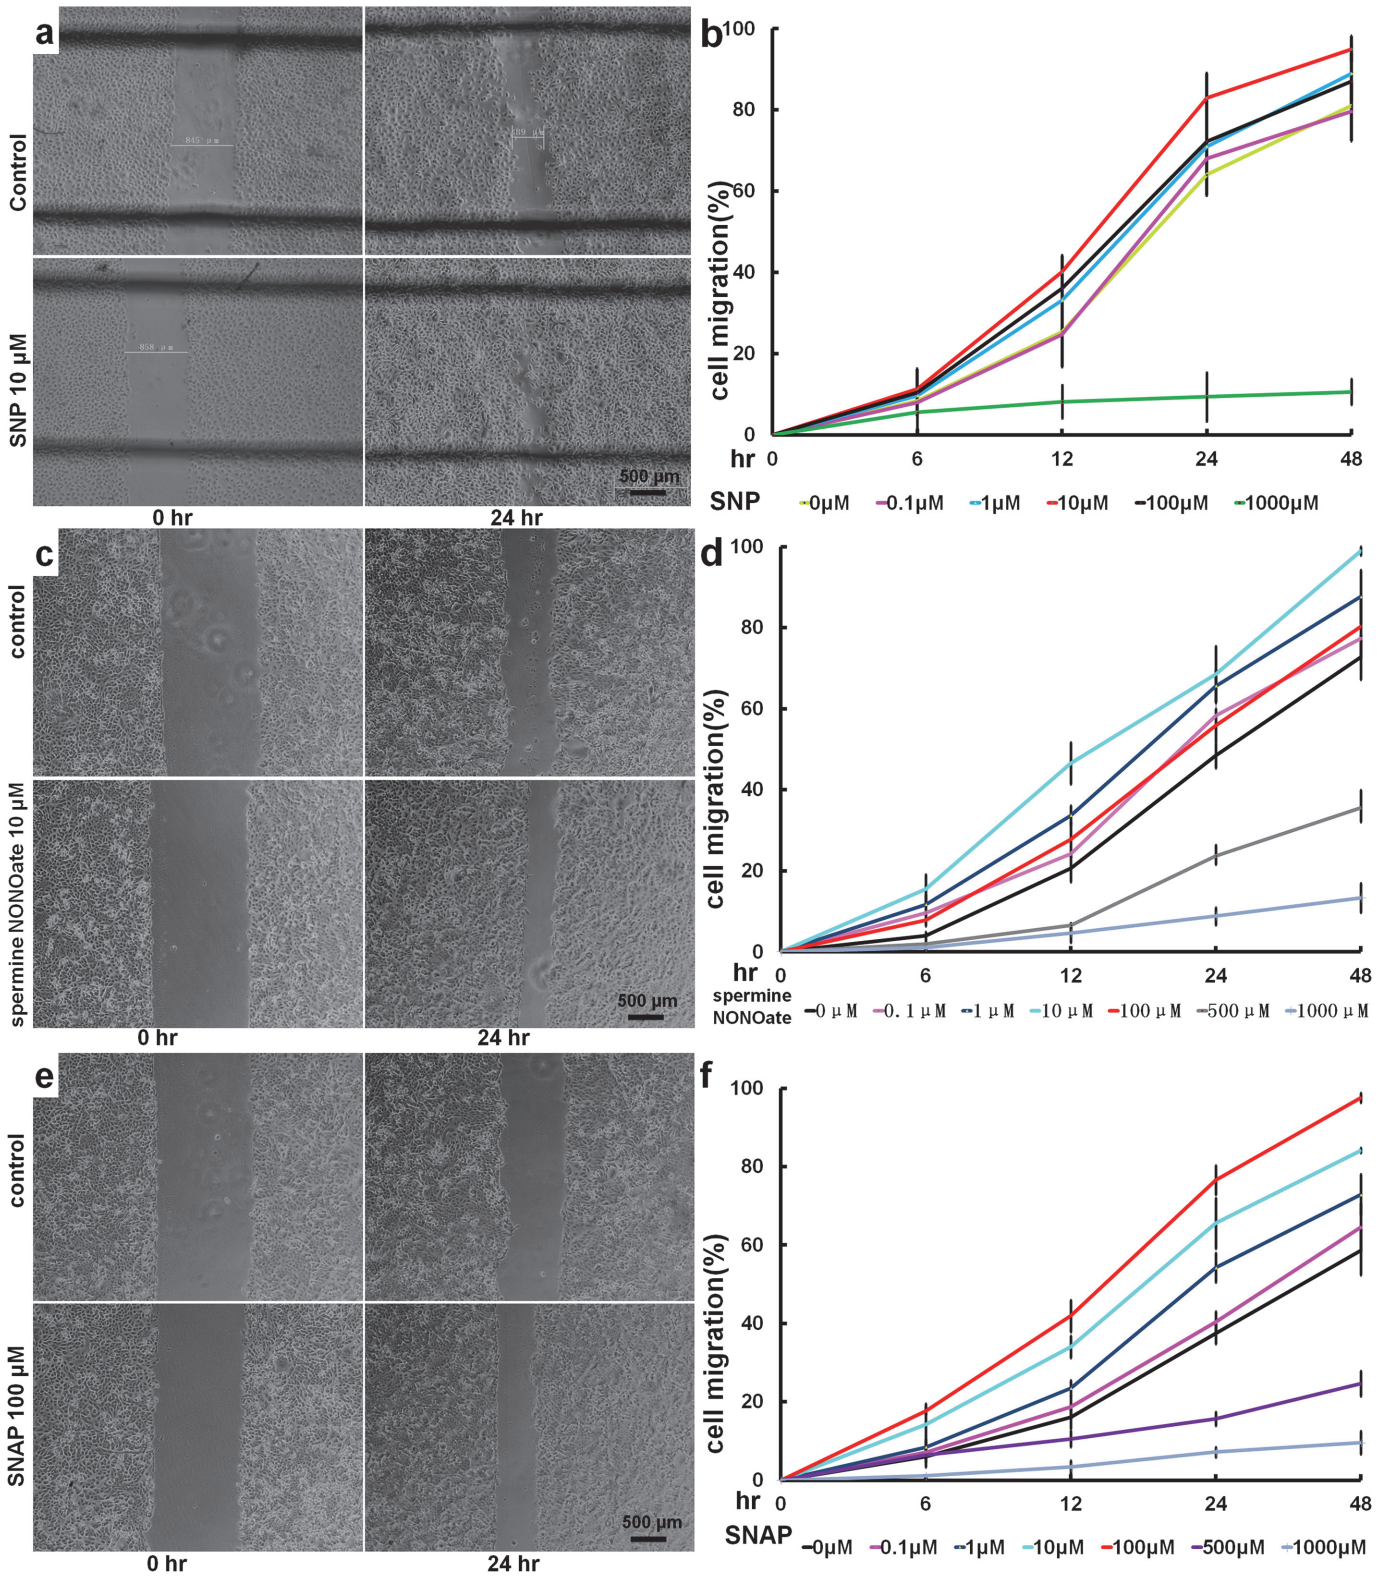 a
Control
845 μm
SNP 10 μM
858 μm
500 μm
0 hr
24 hr
b
cell migration(%)
100
80
60
40
20
0
hr
0 6 12 24 48
SNP 0μM 0.1μM 1μM 10μM 100μM 1000μM
c
control
spermine NONOate 10 μM
500 μm
0 hr
24 hr
d
cell migration(%)
100
80
60
40
20
0
hr
0 6 12 24 48
spermine
NONOate 0 μM 0.1 μM 1 μM 10 μM 100 μM 500 μM 1000 μM
e
control
SNAP 100 μM
500 μm
0 hr
24 hr
f
cell migration(%)
100
80
60
40
20
0
hr
0 6 12 24 48
SNAP 0μM 0.1μM 1μM 10μM 100μM 500μM 1000μM